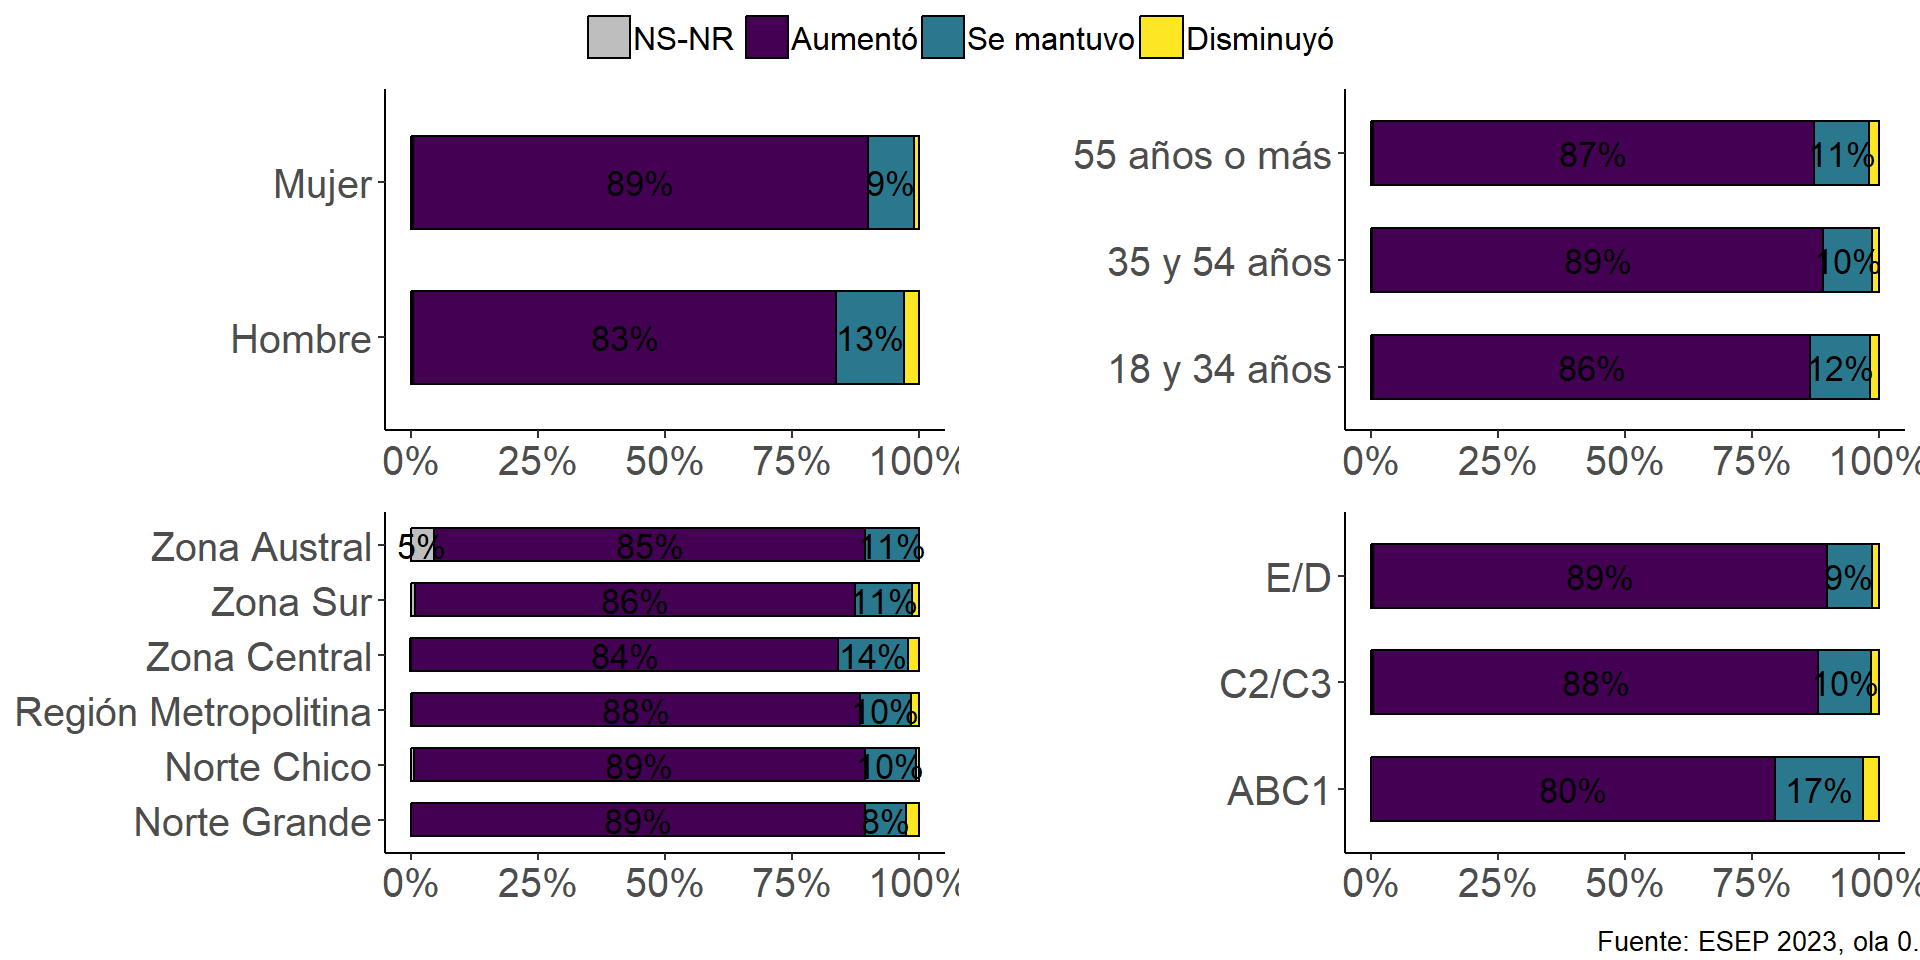 NS-NR Aumentó Se mantuvo Disminuyó
Mujer 89% 9%
Hombre 83% 13%
0% 25% 50% 75% 100%
55 años o más 87% 11%
35 y 54 años 89% 10%
18 y 34 años 86% 12%
0% 25% 50% 75% 100%
Zona Austral 5% 85% 11%
Zona Sur 86% 11%
Zona Central 84% 14%
Región Metropolitina 88% 10%
Norte Chico 89% 10%
Norte Grande 89% 8%
0% 25% 50% 75% 100%
E/D 89% 9%
C2/C3 88% 10%
ABC1 80% 17%
0% 25% 50% 75% 100%
Fuente: ESEP 2023, ola 0.